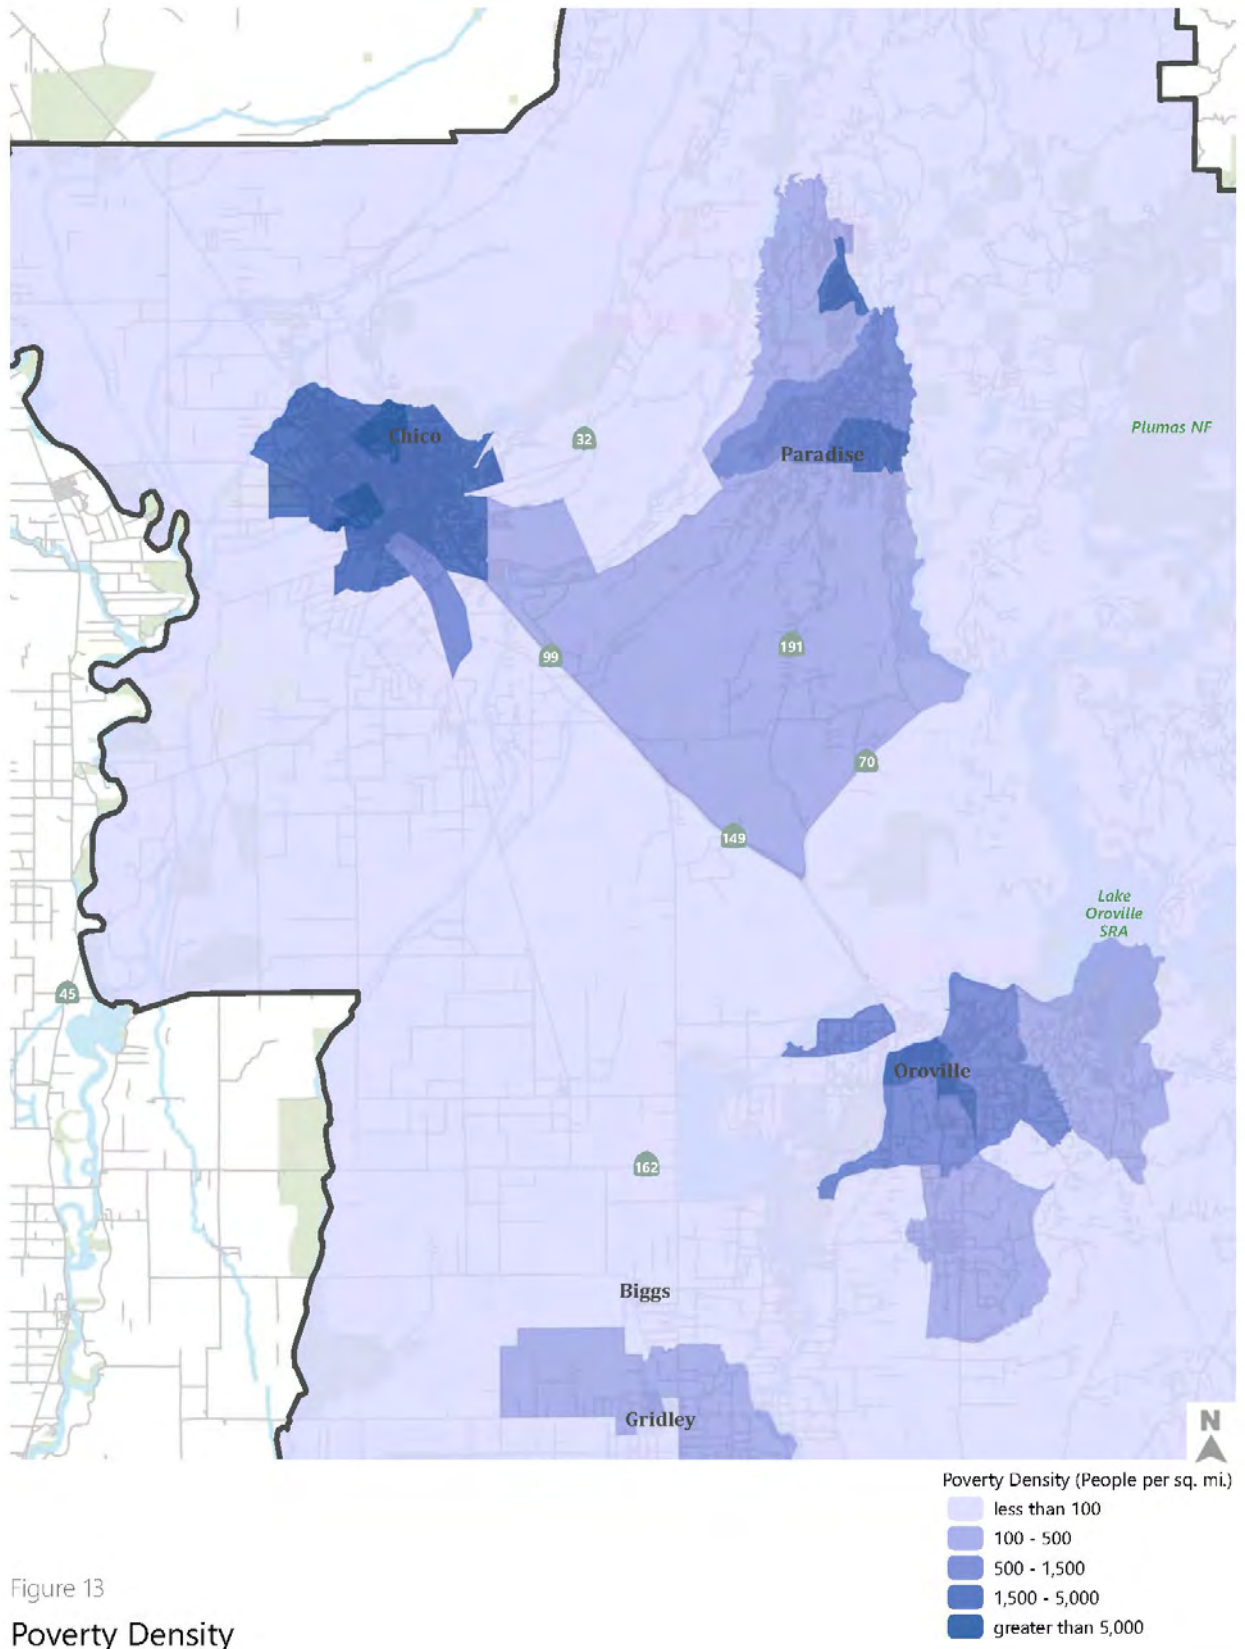 Chico
32
Paradise
Plumas NF
191
99
70
149
Lake
Oroville
SRA
45
Oroville
162
Biggs
Gridley
N
Poverty Density (People per sq. mi.)
less than 100
100 - 500
500 - 1,500
1,500 - 5,000
greater than 5,000
Figure 13
Poverty Density